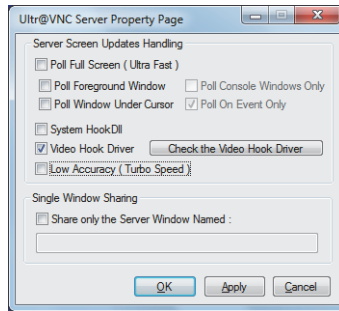 Ultr@VNC Server Property Page
Server Screen Updates Handling
Poll Full Screen ( Ultra Fast )
Poll Foreground Window Poll Console Windows Only
Poll Window Under Cursor Poll On Event Only
System HookDll
Video Hook Driver Check the Video Hook Driver
Low Accuracy ( Turbo Speed )
Single Window Sharing
Share only the Server Window Named :
OK Apply Cancel